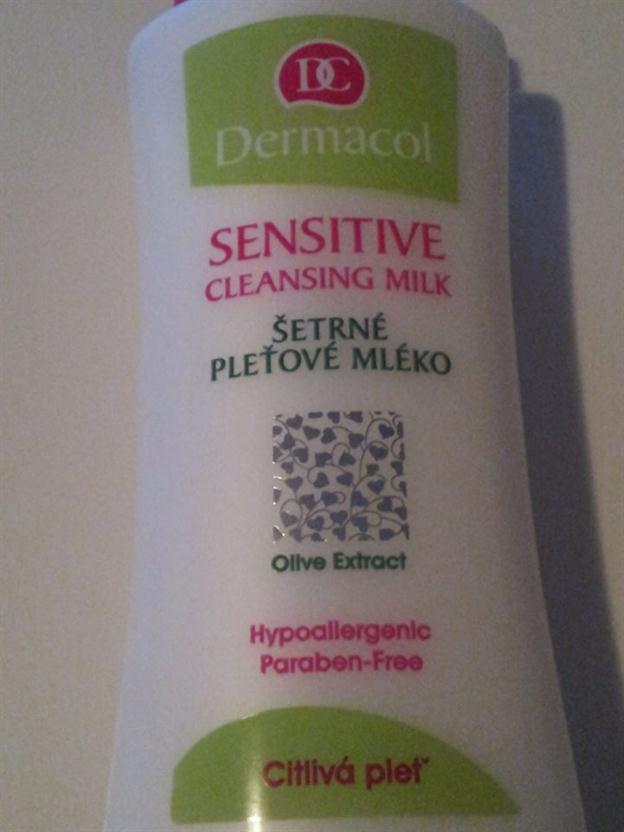 DC
Dermacol
SENSITIVE
CLEANSING MILK
ŠETRNÉ
PLEŤOVÉ MLÉKO
Olive Extract
Hypoallergenic
Paraben-Free
Citlivá pleť